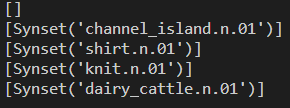 []
[Synset('channel_island.n.01')]
[Synset('shirt.n.01')]
[Synset('knit.n.01')]
[Synset('dairy_cattle.n.01')]